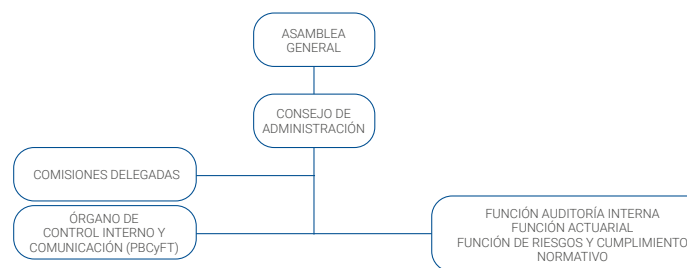 ASAMBLEA
GENERAL
CONSEJO DE
ADMINISTRACIÓN
COMISIONES DELEGADAS
ÓRGANO DE
CONTROL INTERNO Y
COMUNICACIÓN (PBCyFT)
FUNCIÓN AUDITORÍA INTERNA
FUNCIÓN ACTUARIAL
FUNCIÓN DE RIESGOS Y CUMPLIMIENTO
NORMATIVO